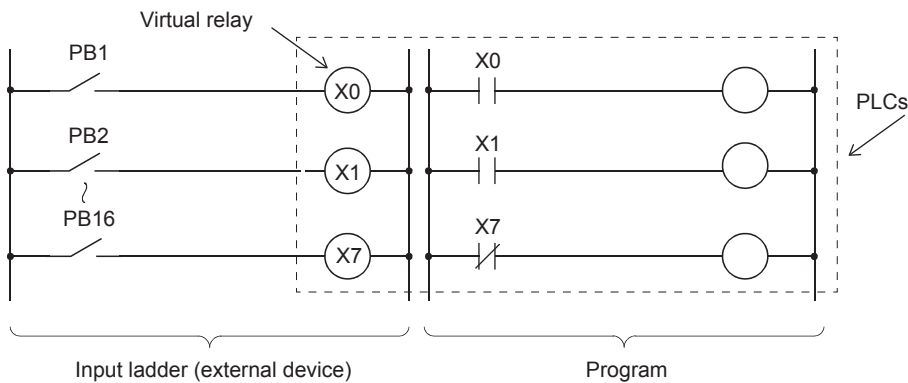 Virtual relay
PB1
X0
X0
PLCs
PB2
X1
X1
PB16
X7
X7
Input ladder (external device)
Program